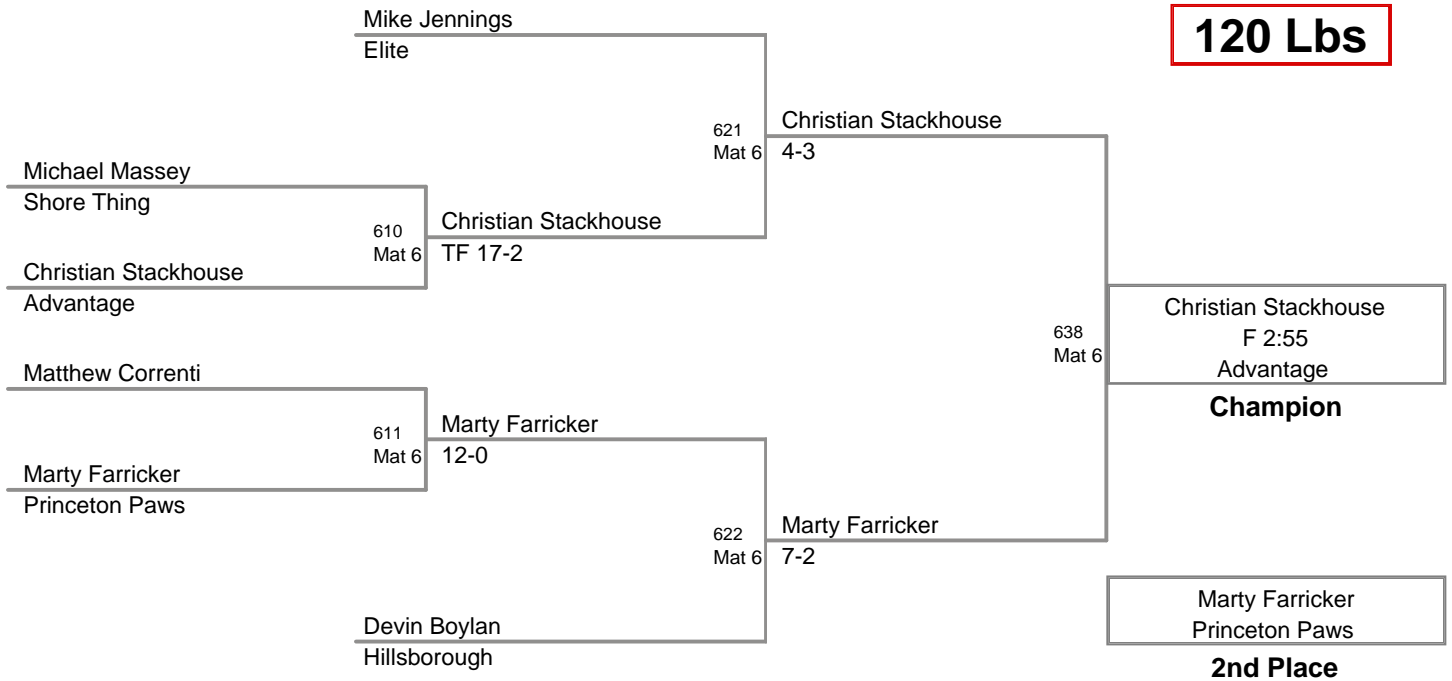 Mike Jennings
Elite
120 Lbs
621
Mat 6
Christian Stackhouse
4-3
Michael Massey
Shore Thing
610
Mat 6
Christian Stackhouse
TF 17-2
Christian Stackhouse
Advantage
638
Mat 6
Christian Stackhouse
F 2:55
Advantage
Champion
Matthew Correnti
611
Mat 6
Marty Farricker
12-0
Marty Farricker
Princeton Paws
622
Mat 6
Marty Farricker
7-2
Devin Boylan
Hillsborough
Marty Farricker
Princeton Paws
2nd Place